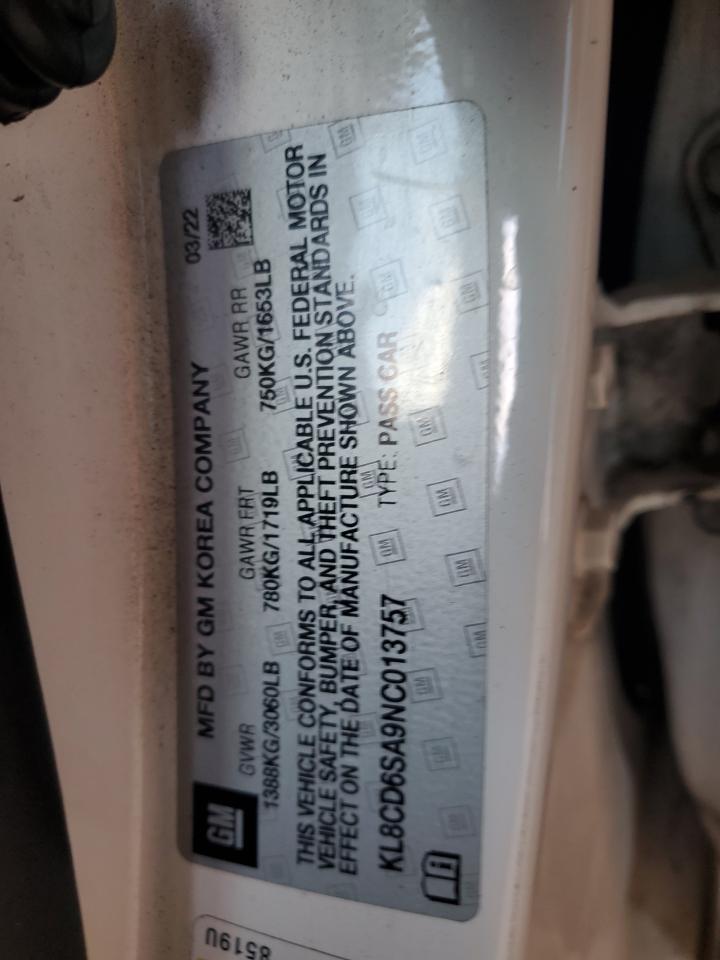 GM
MFD BY GM KOREA COMPANY 03/22
GVWR GAWR FRT GAWR RR
1388KG/3060LB 780KG/1719LB 750KG/1653LB
THIS VEHICLE CONFORMS TO ALL APPLICABLE U.S. FEDERAL MOTOR
VEHICLE SAFETY, BUMPER, AND THEFT PREVENTION STANDARDS IN
EFFECT ON THE DATE OF MANUFACTURE SHOWN ABOVE.
KL8CD6SA9NC013757 TYPE: PASS CAR
8519U